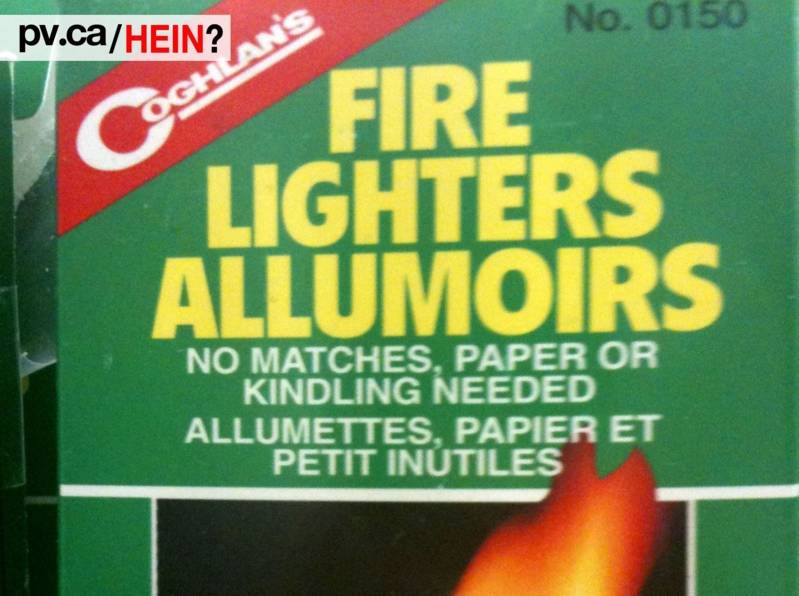 pv.ca/HEIN?
No. 0150
COGHLAN'S
FIRE
LIGHTERS
ALLUMOIRS
NO MATCHES, PAPER OR
KINDLING NEEDED
ALLUMETTES, PAPIER ET
PETIT INUTILES